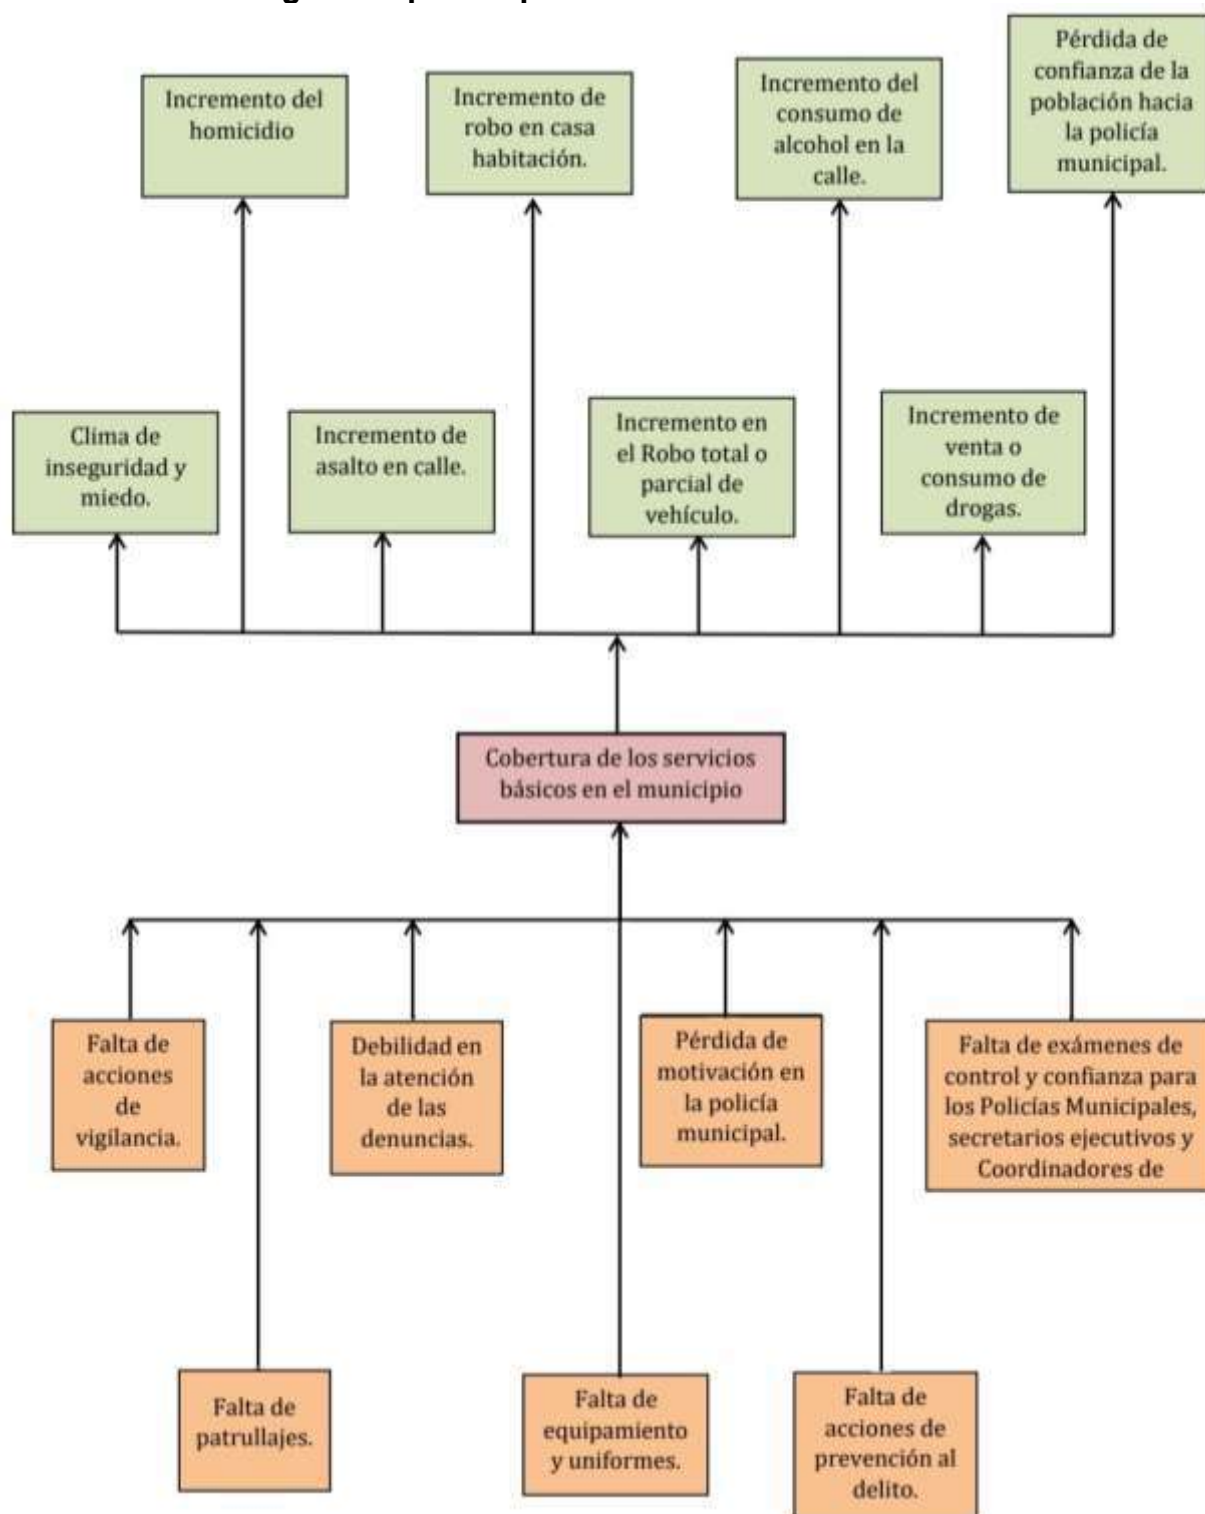 Incremento del
homicidio
Incremento de
robo en casa
habitación.
Incremento del
consumo de
alcohol en la
calle.
Pérdida de
confianza de la
población hacia
la policía
municipal.
Clima de
inseguridad y
miedo.
Incremento de
asalto en calle.
Incremento en
el Robo total o
parcial de
vehículo.
Incremento de
venta o
consumo de
drogas.
Cobertura de los servicios
básicos en el municipio
Falta de
acciones
de
vigilancia.
Debilidad en
la atención
de las
denuncias.
Pérdida de
motivación en
la policía
municipal.
Falta de exámenes de
control y confianza para
los Policías Municipales,
secretarios ejecutivos y
Coordinadores de
Falta de
patrullajes.
Falta de
equipamiento
y uniformes.
Falta de
acciones de
prevención al
delito.